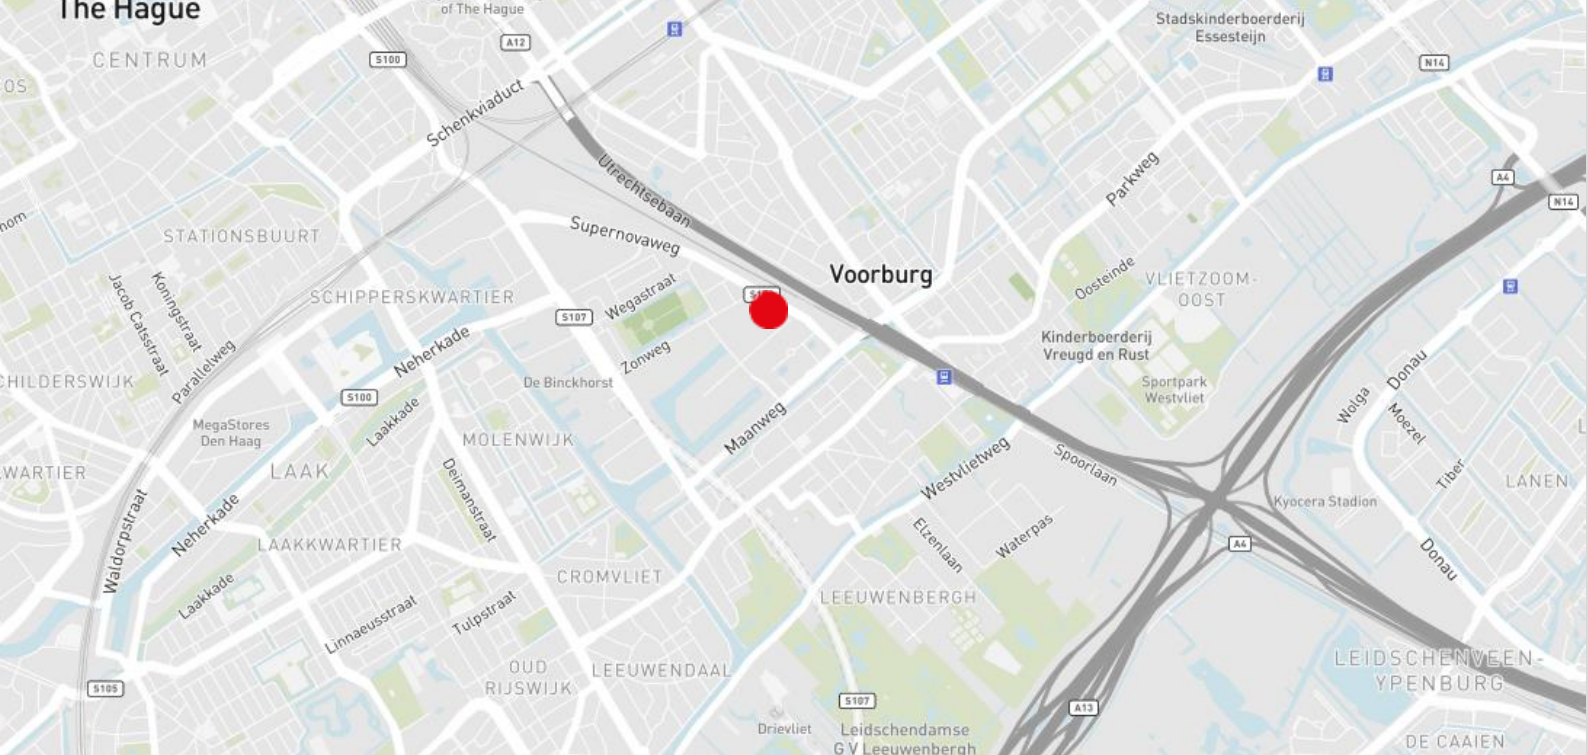 The Hague
of The Hague
CENTRUM
S100
A12
Schenkviaduct
Stadskinderboerderij
Essesteijn
N14
Utrechtsebaan
Parkweg
A4
N14
STATIONSBUURT
Supernovaweg
Voorburg
Oosteinde
VLIETZOOM-
OOST
Jacob Catsstraat
Koningstraat
SCHIPPERSKWARTIER
S107
Wegastraat
Zonweg
Neherkade
Parallelweg
Kinderboerderij
Vreugd en Rust
De Binckhorst
Sportpark
Westvliet
CHILDERSWIJK
S100
Laakkade
MegaStores
Den Haag
MOLENWIJK
Maanweg
Donau
Wolga
Moezel
KWARTIER
LAAK
Deimanstraat
Westvlietweg
Spoorlaan
Tiber
LANEN
Kyocera Stadion
Waldorpstraat
Neherkade
LAAKKWARTIER
Elzenlaan
Waterpas
A4
Donau
Laakkade
CROMVLIET
LEEUWENBERGH
Linnaeusstraat
Tulpstraat
OUD
RIJSWIJK
LEEUWENDAAL
LEIDSCHENVEEN-
YPENBURG
S105
S107
A13
Drievliet
Leidschendamse
G V Leeuwenbergh
DE CAAIEN